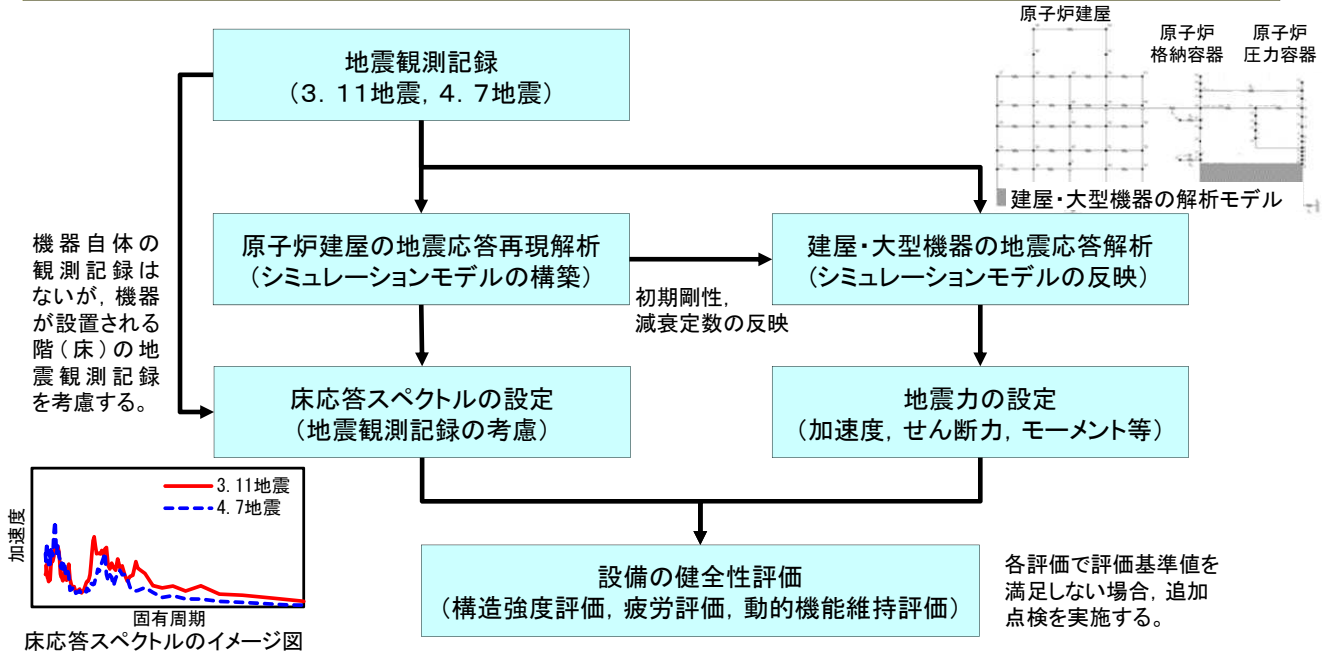 地震観測記録
（3．11地震，4．7地震）
原子炉建屋
原子炉
格納容器
原子炉
圧力容器
建屋・大型機器の解析モデル
機器自体の
観測記録は
ないが，機器
が設置される
階（床）の地
震観測記録
を考慮する。
原子炉建屋の地震応答再現解析
（シミュレーションモデルの構築）
初期剛性，
減衰定数の反映
建屋・大型機器の地震応答解析
（シミュレーションモデルの反映）
床応答スペクトルの設定
（地震観測記録の考慮）
地震力の設定
（加速度，せん断力，モーメント等）
3.11地震
4.7地震
加速度
固有周期
床応答スペクトルのイメージ図
設備の健全性評価
（構造強度評価，疲労評価，動的機能維持評価）
各評価で評価基準値を
満足しない場合，追加
点検を実施する。